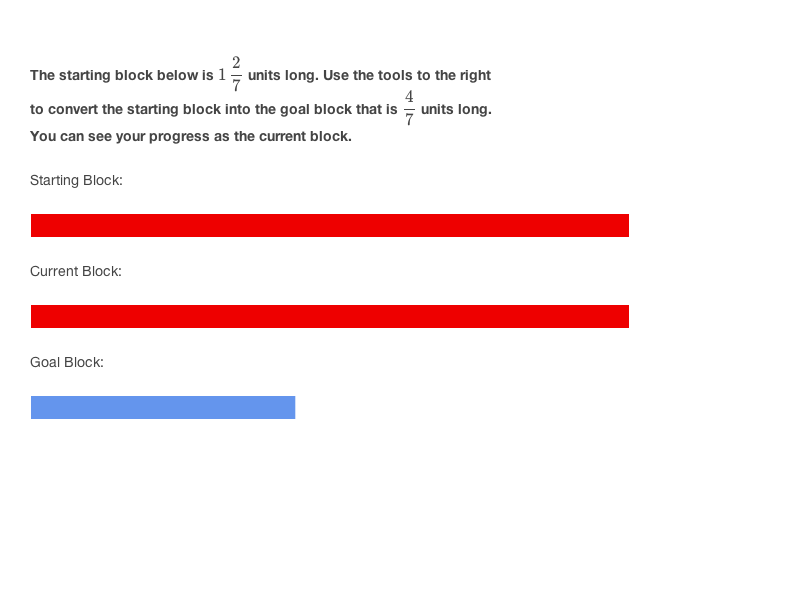 The starting block below is 1 2/7 units long. Use the tools to the right
to convert the starting block into the goal block that is 4/7 units long.
You can see your progress as the current block.
Starting Block:
Current Block:
Goal Block: